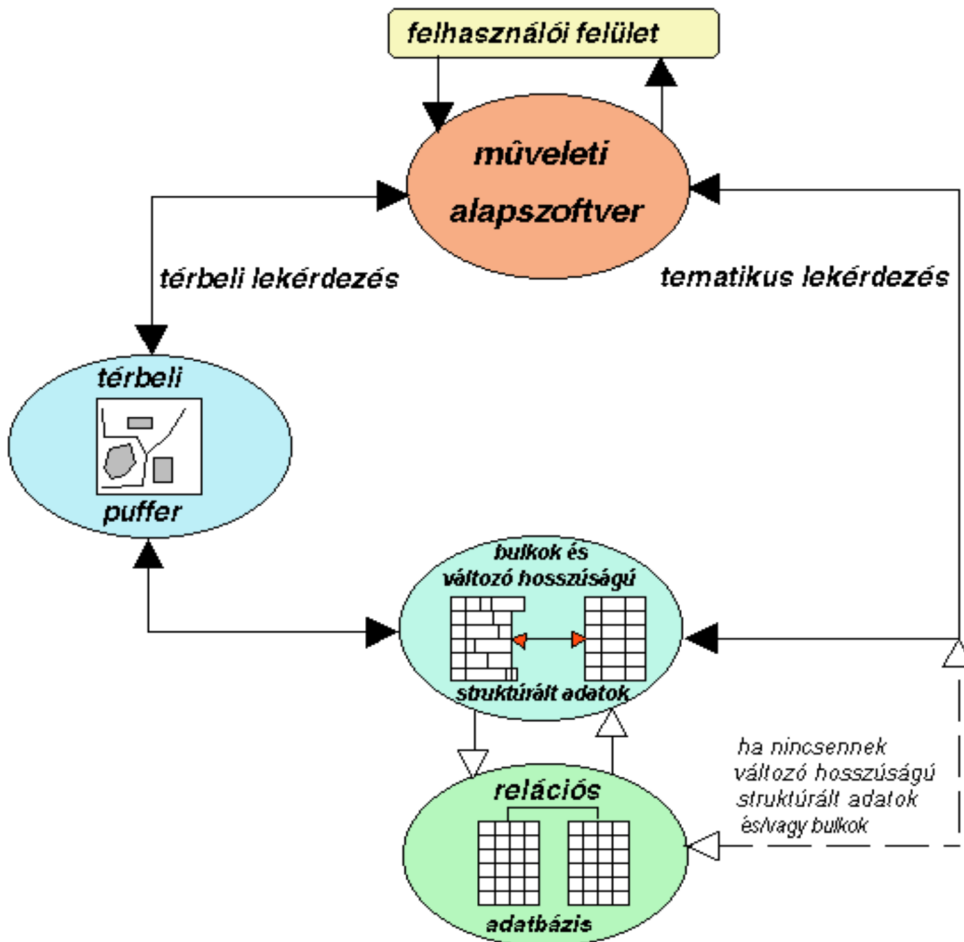 felhasználói felület
mûveleti
alapszoftver
térbeli lekérdezés
tematikus lekérdezés
térbeli
puffer
bulkok és
változó hosszúságú
struktúrált adatok
ha nincsennek
változó hosszúságú
struktúrált adatok
és/vagy bulkok
relációs
adatbázis